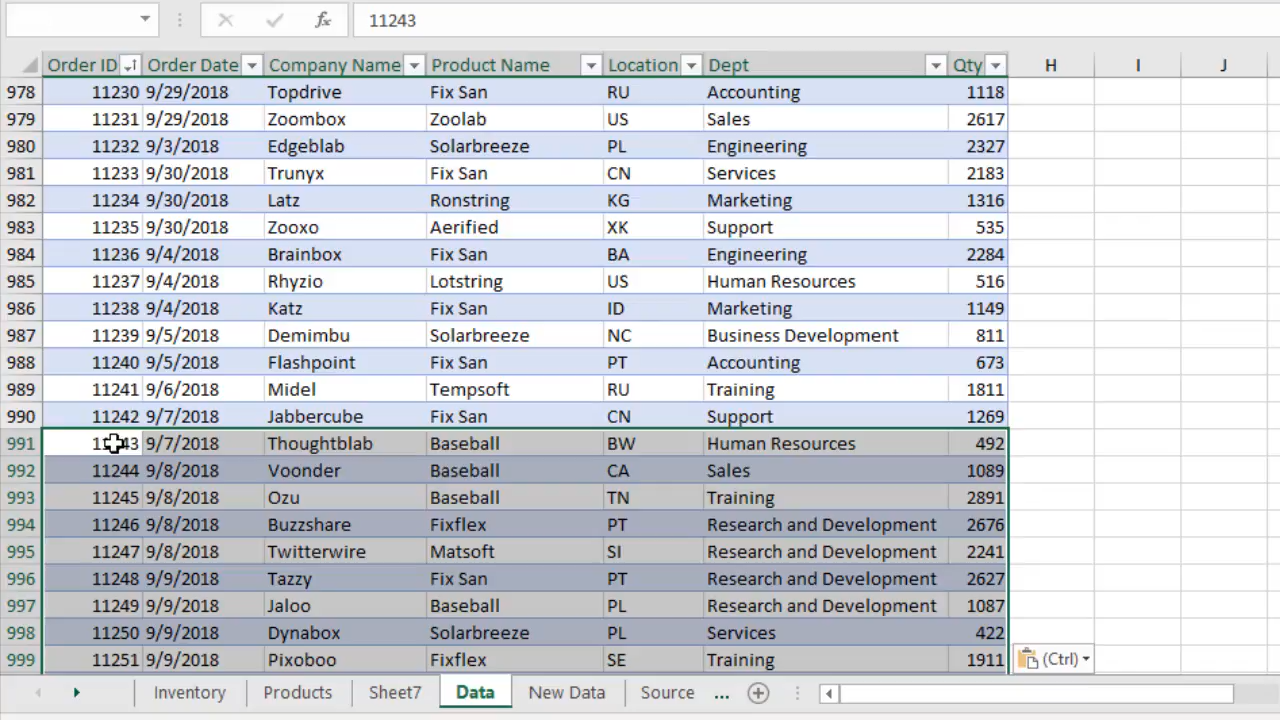 fx 11243
Order ID Order Date Company Name Product Name Location Dept Qty H I J
978 11230 9/29/2018 Topdrive Fix San RU Accounting 1118
979 11231 9/29/2018 Zoombox Zoolab US Sales 2617
980 11232 9/3/2018 Edgeblab Solarbreeze PL Engineering 2327
981 11233 9/30/2018 Trunyx Fix San CN Services 2183
982 11234 9/30/2018 Latz Ronstring KG Marketing 1316
983 11235 9/30/2018 Zooxo Aerified XK Support 535
984 11236 9/4/2018 Brainbox Fix San BA Engineering 2284
985 11237 9/4/2018 Rhyzio Lotstring US Human Resources 516
986 11238 9/4/2018 Katz Fix San ID Marketing 1149
987 11239 9/5/2018 Demimbu Solarbreeze NC Business Development 811
988 11240 9/5/2018 Flashpoint Fix San PT Accounting 673
989 11241 9/6/2018 Midel Tempsoft RU Training 1811
990 11242 9/7/2018 Jabbercube Fix San CN Support 1269
991 11243 9/7/2018 Thoughtblab Baseball BW Human Resources 492
992 11244 9/8/2018 Voonder Baseball CA Sales 1089
993 11245 9/8/2018 Ozu Baseball TN Training 2891
994 11246 9/8/2018 Buzzshare Fixflex PT Research and Development 2676
995 11247 9/8/2018 Twitterwire Matsoft SI Research and Development 2241
996 11248 9/9/2018 Tazzy Fix San PT Research and Development 2627
997 11249 9/9/2018 Jaloo Baseball PL Research and Development 1087
998 11250 9/9/2018 Dynabox Solarbreeze PL Services 422
999 11251 9/9/2018 Pixoboo Fixflex SE Training 1911
(Ctrl)
Inventory Products Sheet7 Data New Data Source ...